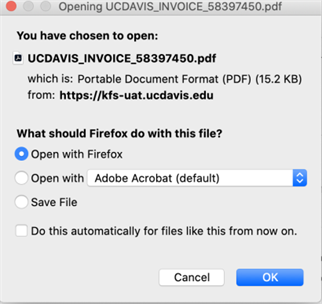 Opening UCDAVIS_INVOICE_58397450.pdf
You have chosen to open:
UCDAVIS_INVOICE_58397450.pdf
which is: Portable Document Format (PDF) (15.2 KB)
from: https://kfs-uat.ucdavis.edu
What should Firefox do with this file?
Open with Firefox
Open with Adobe Acrobat (default)
Save File
Do this automatically for files like this from now on.
Cancel OK